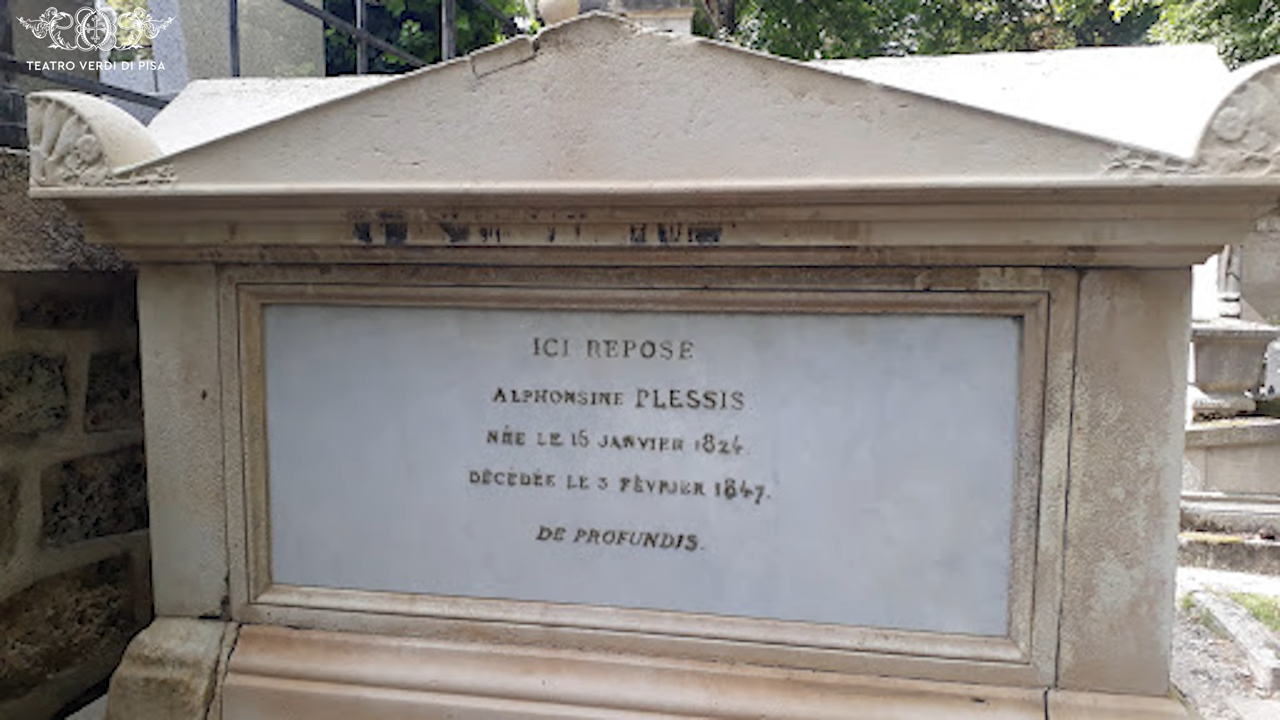 TEATRO VERDI DI PISA
ICI REPOSE
ALPHONSINE PLESSIS
NÉE LE 15 JANVIER 1824.
DÉCÉDÉE LE 3 FÉVRIER 1847.
DE PROFUNDIS.